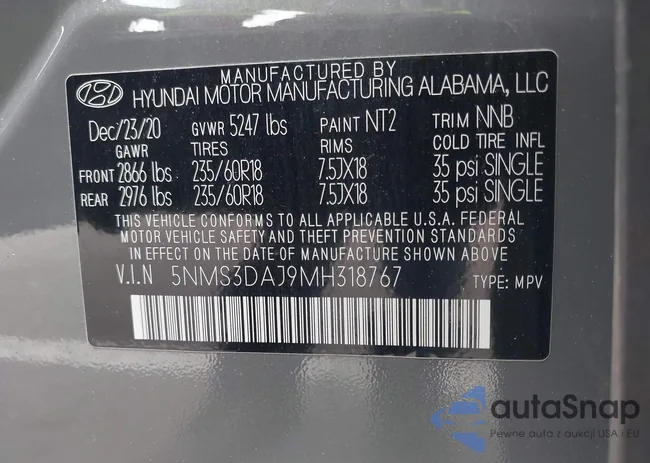 MANUFACTURED BY
HYUNDAI MOTOR MANUFACTURING ALABAMA, LLC
Dec/23/20 GVWR 5247 lbs PAINT NT2 TRIM NNB
GAWR TIRES RIMS COLD TIRE INFL
FRONT 2866 lbs 235/60R18 7.5JX18 35 psi SINGLE
REAR 2976 lbs 235/60R18 7.5JX18 35 psi SINGLE
THIS VEHICLE CONFORMS TO ALL APPLICABLE U.S.A. FEDERAL
MOTOR VEHICLE SAFETY AND THEFT PREVENTION STANDARDS
IN EFFECT ON THE DATE OF MANUFACTURE SHOWN ABOVE
V.I.N 5NMS3DAJ9MH318767 TYPE: MPV
autaSnap
Pewne auta z aukcji USA i EU